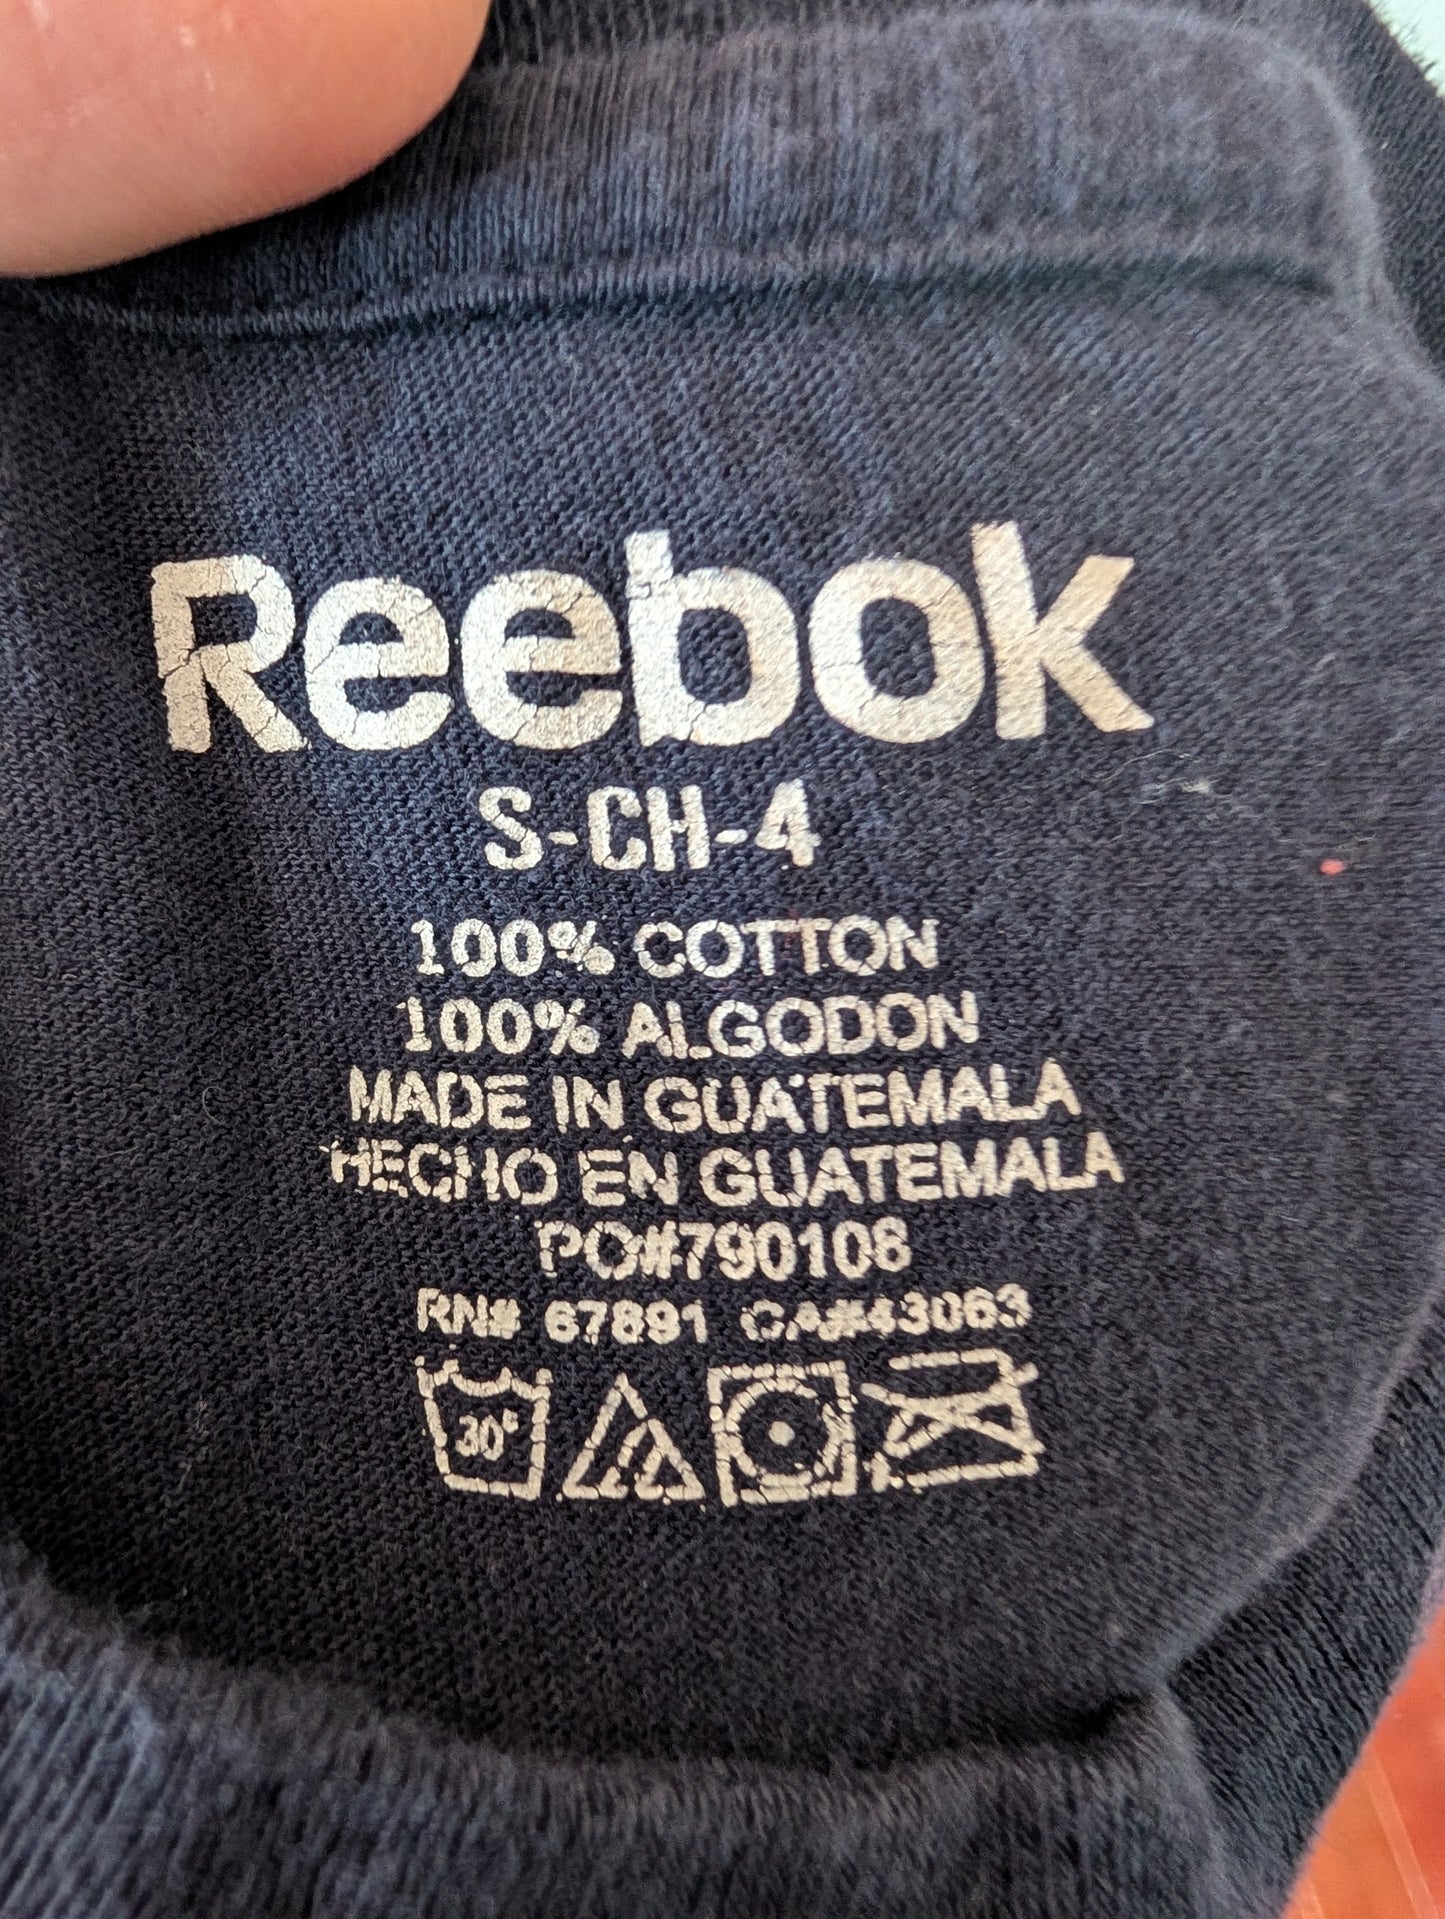 Reebok
S-CH-4
100% COTTON
100% ALGODON
MADE IN GUATEMALA
HECHO EN GUATEMALA
PO#790108
RN# 67891 CA#43063
30°